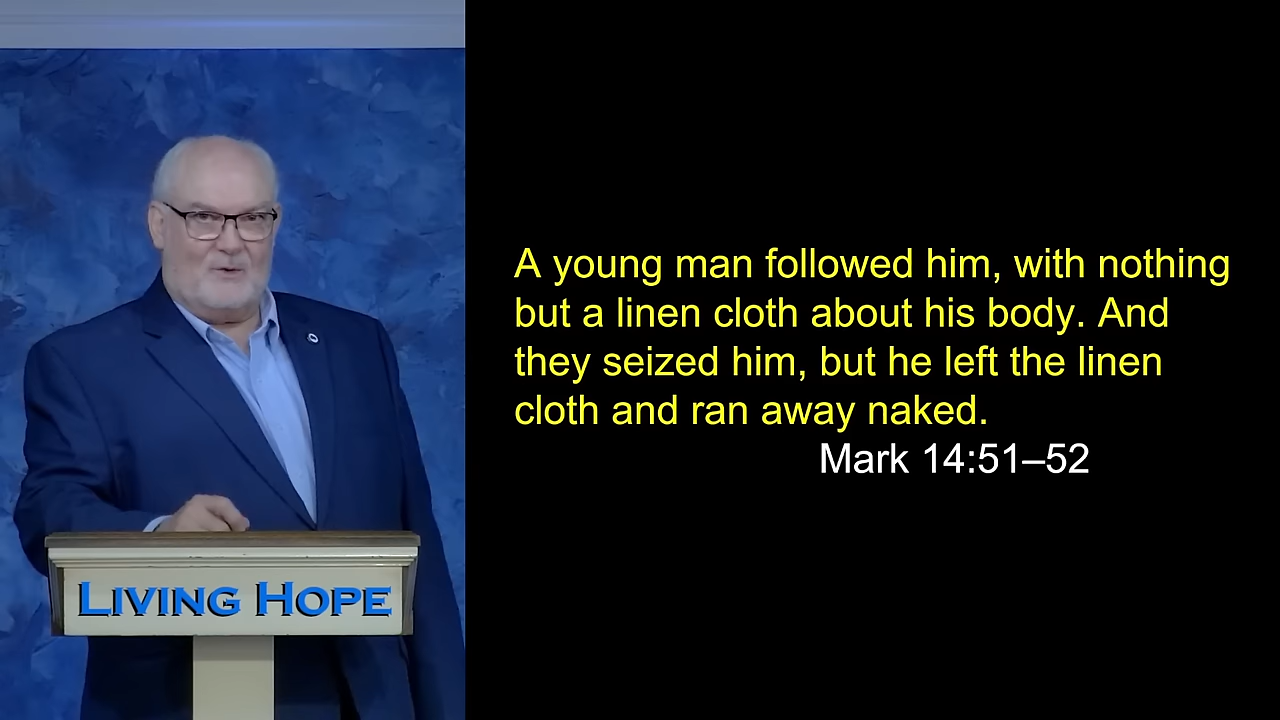 LIVING HOPE
A young man followed him, with nothing
but a linen cloth about his body. And
they seized him, but he left the linen
cloth and ran away naked.
Mark 14:51–52